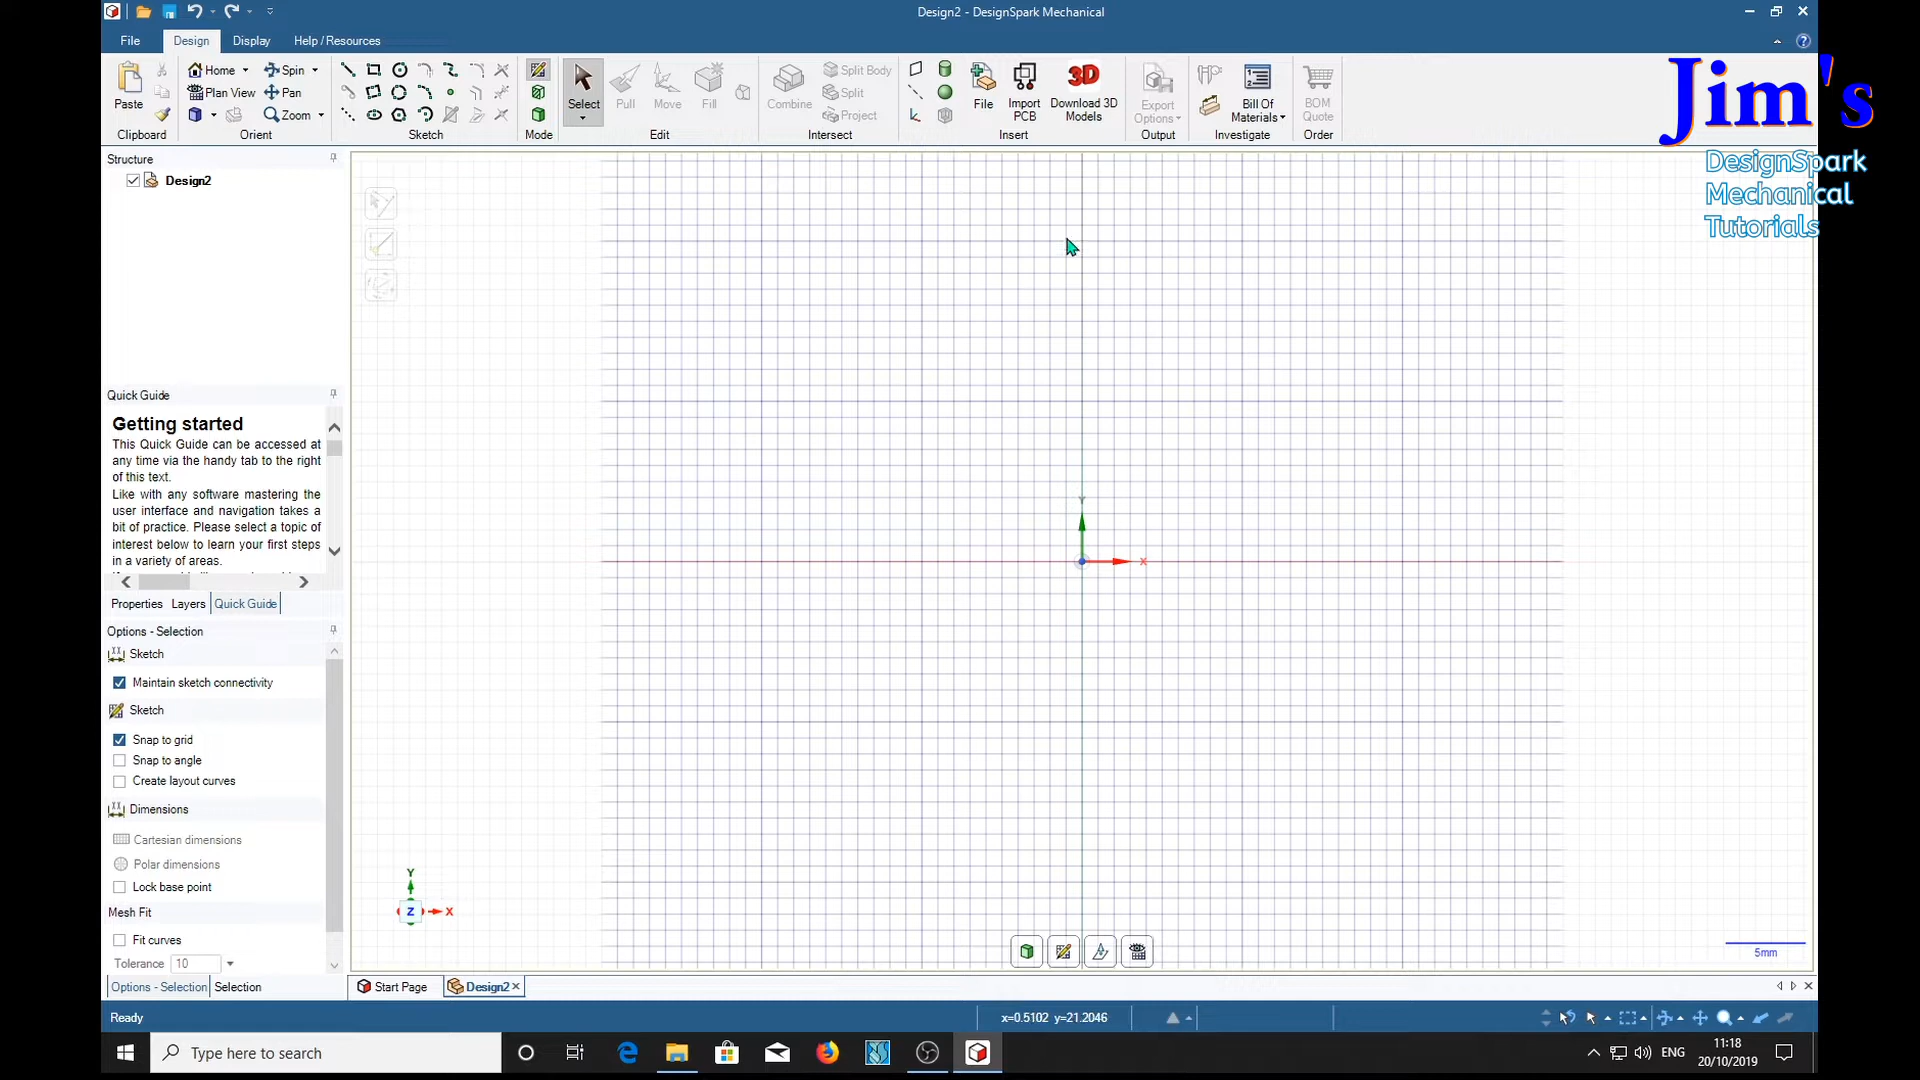 Design2 - DesignSpark Mechanical
File Design Display Help / Resources
Paste
Clipboard
Home Spin
Plan View Pan
Zoom
Orient
Sketch
Mode
Select Pull Move Fill
Edit
Combine
Split Body
Split
Project
Intersect
File
Import PCB
Download 3D Models
3D
Insert
Export Options
Output
Bill Of Materials
Investigate
BOM Quote
Order
Jim's
DesignSpark
Mechanical
Tutorials
Structure
Design2
Quick Guide
Getting started
This Quick Guide can be accessed at
any time via the handy tab to the right
of this text.
Like with any software mastering the
user interface and navigation takes a
bit of practice. Please select a topic of
interest below to learn your first steps
in a variety of areas.
Properties Layers Quick Guide
Options - Selection
Sketch
Maintain sketch connectivity
Sketch
Snap to grid
Snap to angle
Create layout curves
Dimensions
Cartesian dimensions
Polar dimensions
Lock base point
Mesh Fit
Fit curves
Tolerance 10
Options - Selection Selection
Y
X
Y
Z X
5mm
Start Page Design2
Ready
x=0.5102 y=21.2046
Type here to search
ENG
11:18
20/10/2019